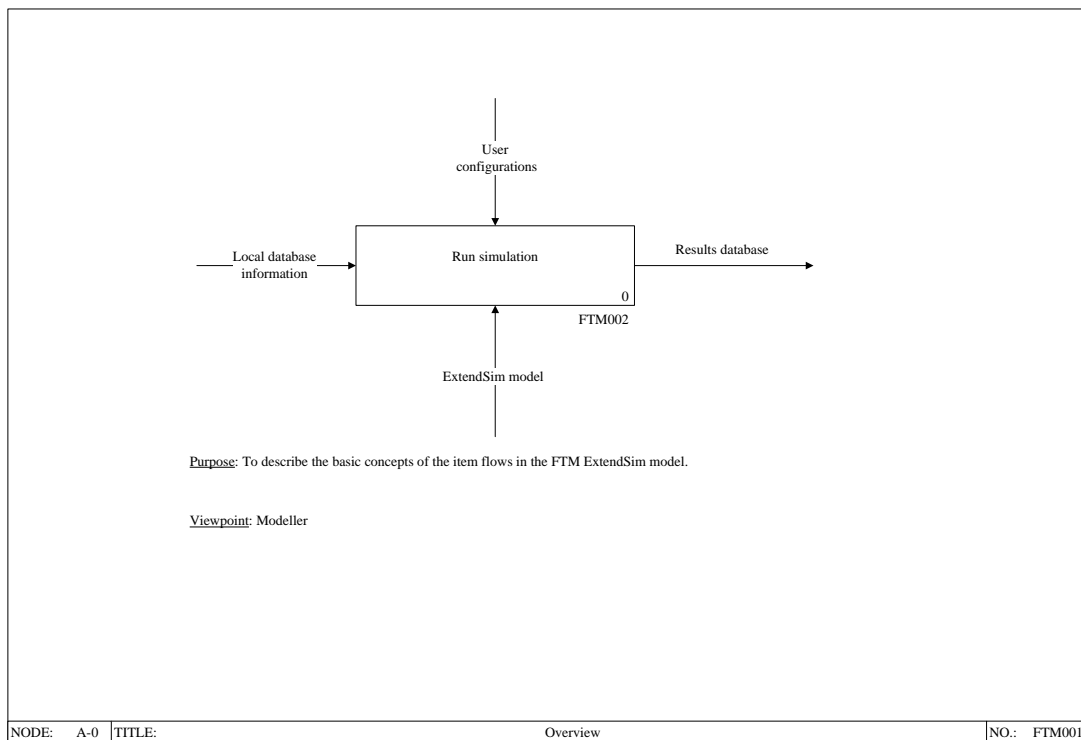 User
configurations
Local database
information
Run simulation
Results database
0
FTM002
ExtendSim model
Purpose: To describe the basic concepts of the item flows in the FTM ExtendSim model.
Viewpoint: Modeller
NODE: A-0 TITLE: Overview NO.: FTM001